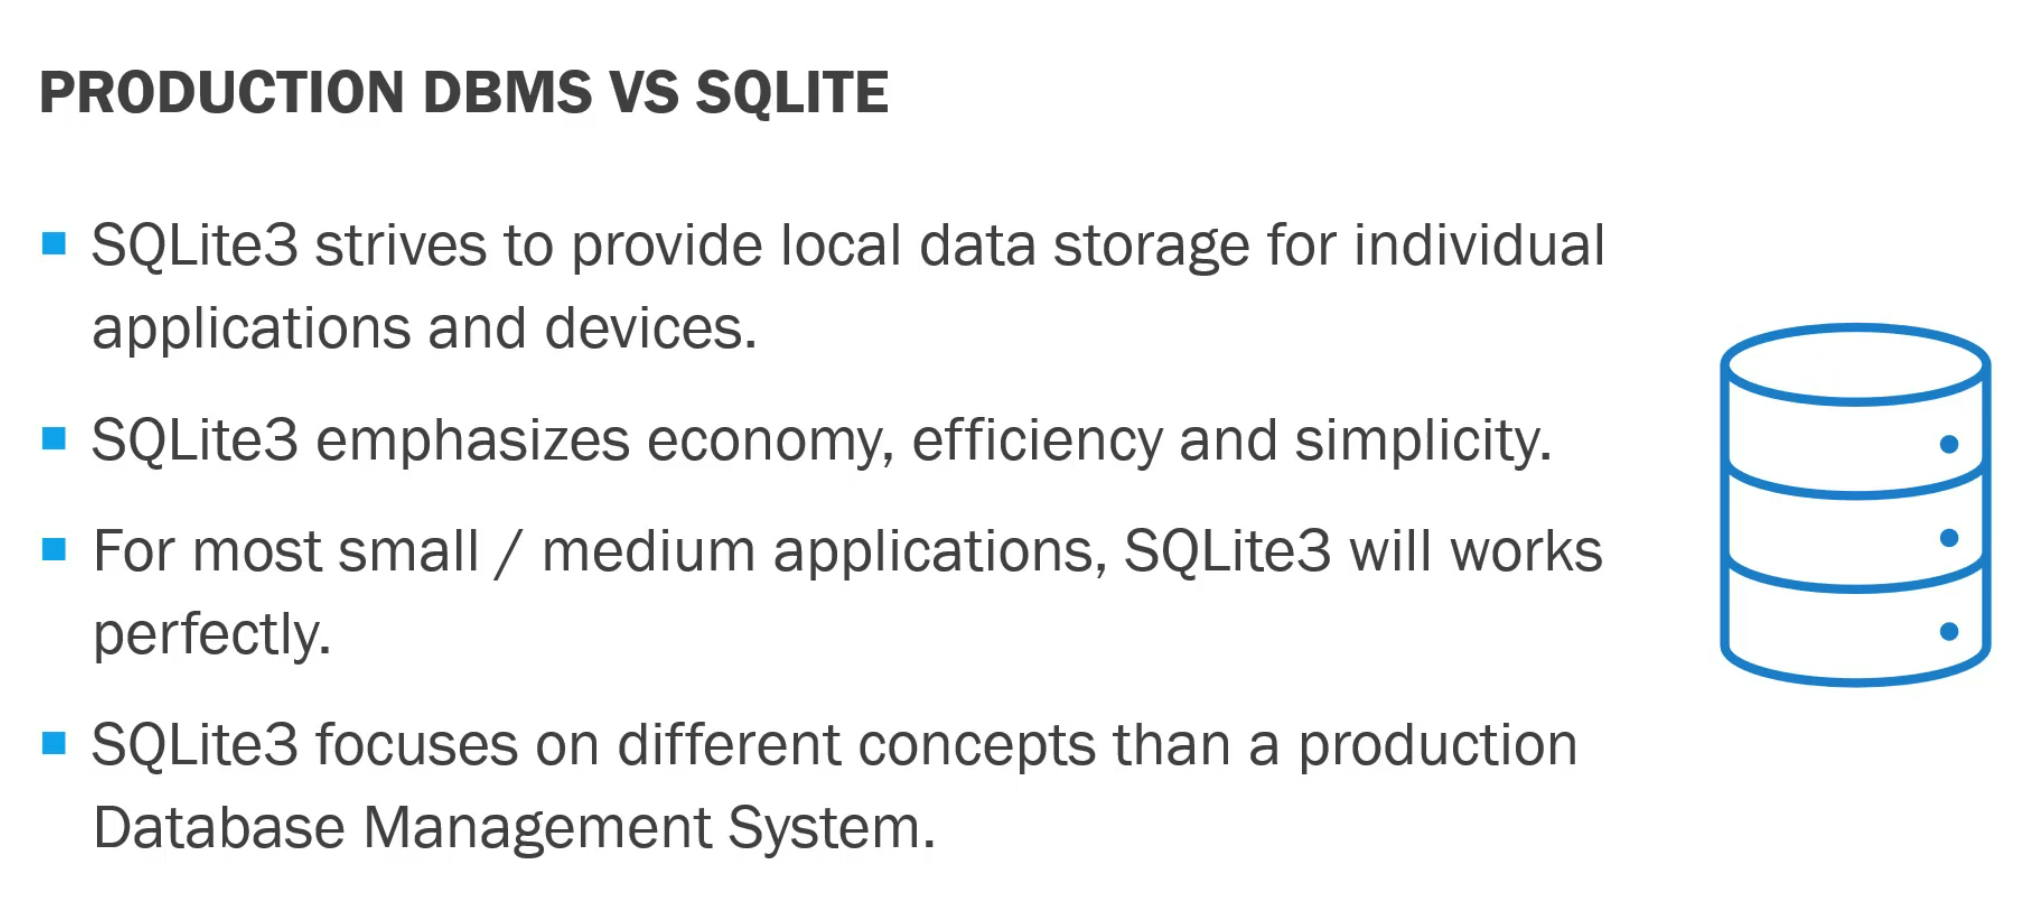 PRODUCTION DBMS VS SQLITE
SQLite3 strives to provide local data storage for individual
applications and devices.
SQLite3 emphasizes economy, efficiency and simplicity.
For most small / medium applications, SQLite3 will works
perfectly.
SQLite3 focuses on different concepts than a production
Database Management System.